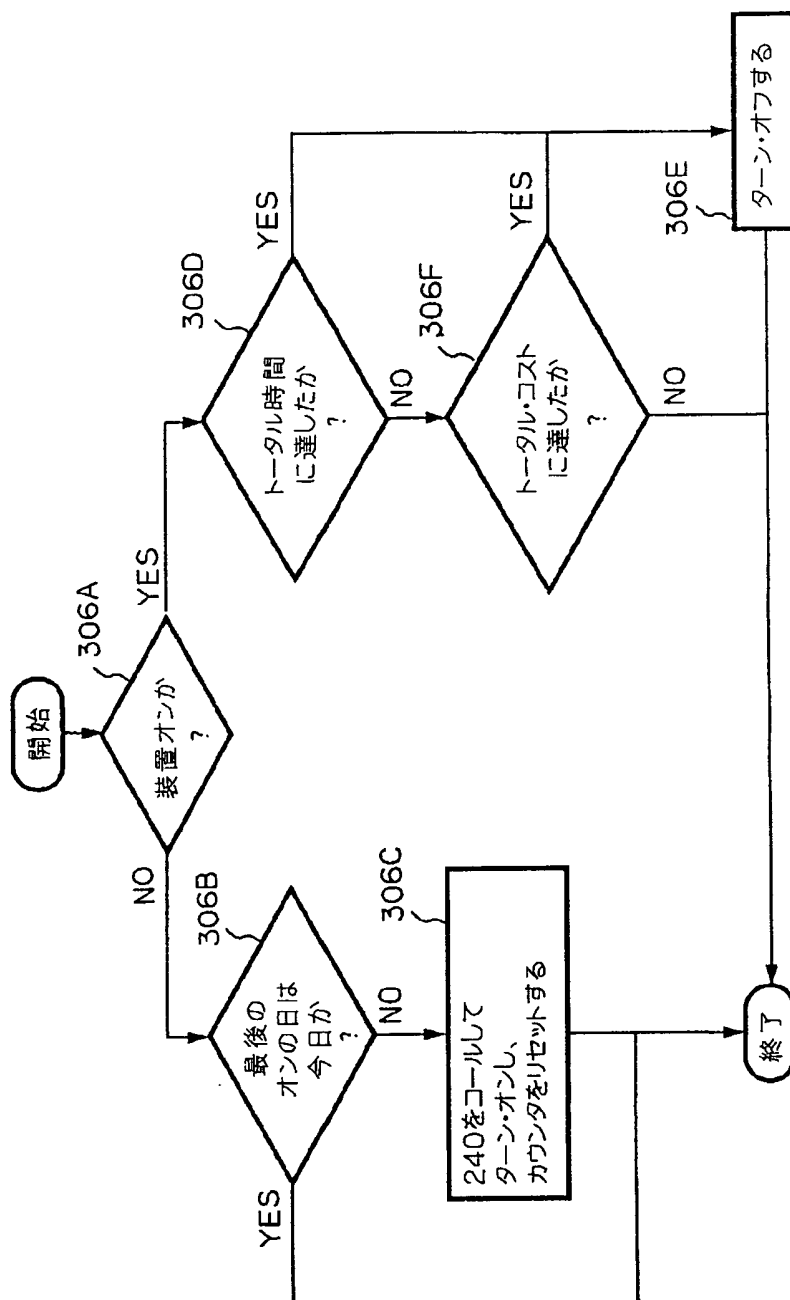 開始
装置オンか
?
306A
YES
NO
トータル時間
に達したか
?
306D
YES
NO
トータル・コスト
に達したか
?
306F
YES
NO
ターン・オフする
306E
最後の
オンの日は
今日か
?
306B
YES
NO
240をコールして
ターン・オンし、
カウンタをリセットする
306C
終了